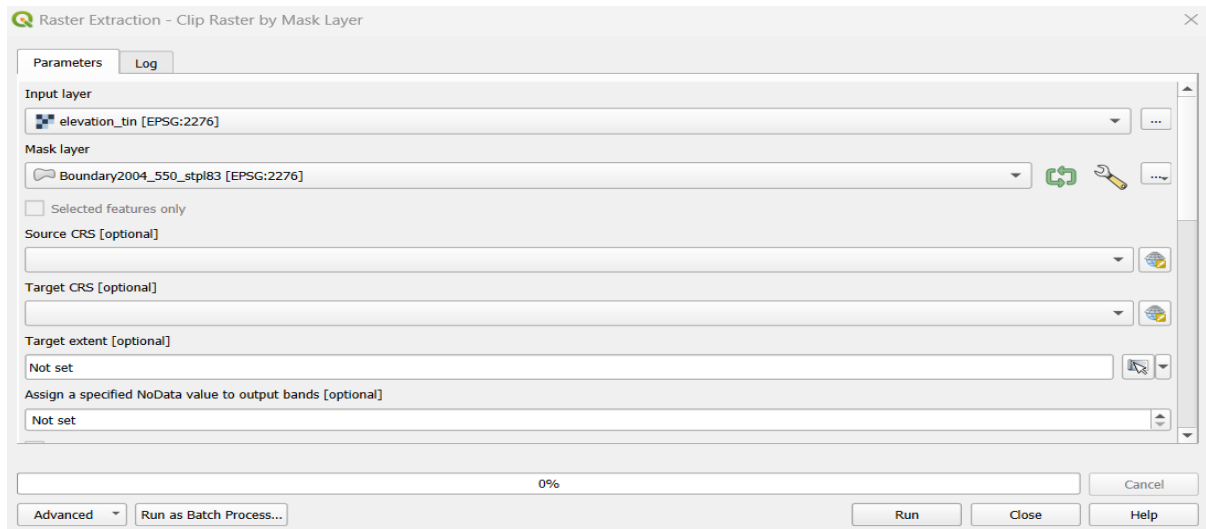 Raster Extraction - Clip Raster by Mask Layer
Parameters Log
Input layer
elevation_tin [EPSG:2276]
...
Mask layer
Boundary2004_550_stpl83 [EPSG:2276]
...
Selected features only
Source CRS [optional]
Target CRS [optional]
Target extent [optional]
Not set
Assign a specified NoData value to output bands [optional]
Not set
0%
Cancel
Advanced Run as Batch Process... Run Close Help